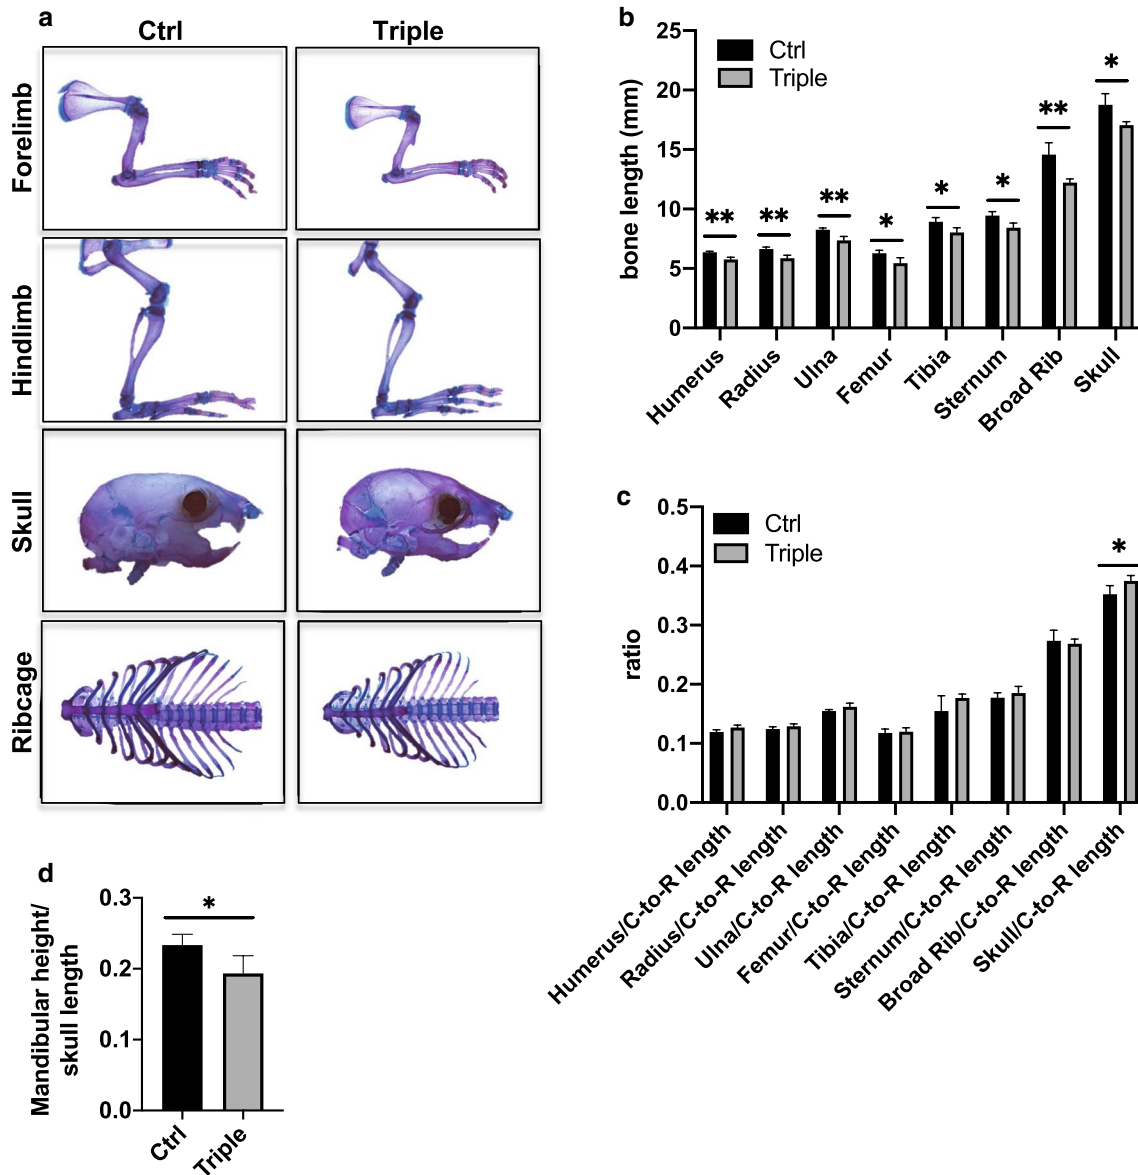 a
Ctrl
Triple
Forelimb
Hindlimb
Skull
Ribcage
b
bone length (mm)
25
20
15
10
5
0
Ctrl
Triple
**
**
**
*
*
*
**
*
Humerus
Radius
Ulna
Femur
Tibia
Sternum
Broad Rib
Skull
c
ratio
0.5
0.4
0.3
0.2
0.1
0.0
Ctrl
Triple
*
Humerus/C-to-R length
Radius/C-to-R length
Ulna/C-to-R length
Femur/C-to-R length
Tibia/C-to-R length
Sternum/C-to-R length
Broad Rib/C-to-R length
Skull/C-to-R length
d
Mandibular height/
skull length
0.3
0.2
0.1
0.0
*
Ctrl
Triple